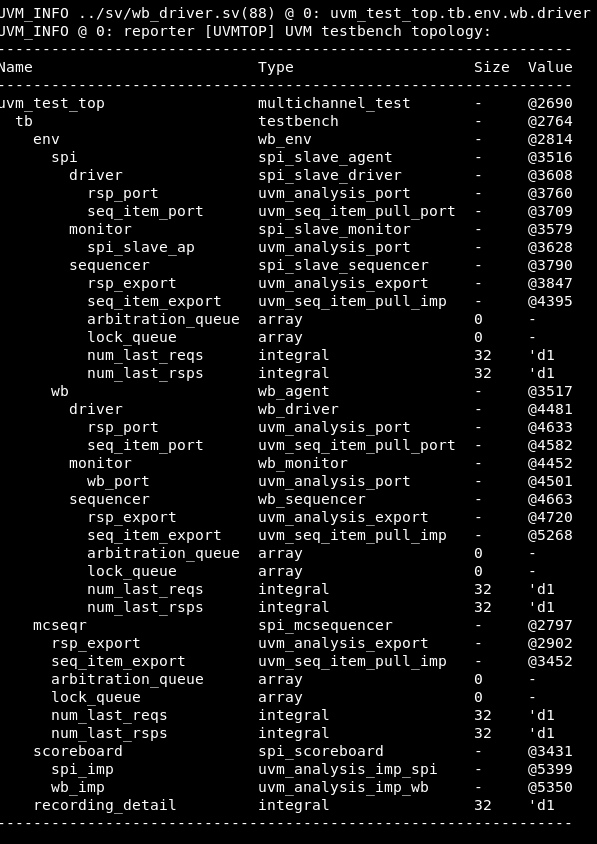 UVM_INFO ../sv/wb_driver.sv(88) @ 0: uvm_test_top.tb.env.wb.driver
UVM_INFO @ 0: reporter [UVMTOP] UVM testbench topology:
----------------------------------------------------------------
Name                         Type                    Size  Value
----------------------------------------------------------------
uvm_test_top                 multichannel_test       -     @2690
  tb                         testbench               -     @2764
    env                      wb_env                  -     @2814
      spi                    spi_slave_agent         -     @3516
        driver               spi_slave_driver        -     @3608
          rsp_port           uvm_analysis_port       -     @3760
          seq_item_port      uvm_seq_item_pull_port  -     @3709
        monitor              spi_slave_monitor       -     @3579
          spi_slave_ap       uvm_analysis_port       -     @3628
        sequencer            spi_slave_sequencer     -     @3790
          rsp_export         uvm_analysis_export     -     @3847
          seq_item_export    uvm_seq_item_pull_imp   -     @4395
          arbitration_queue  array                   0     -
          lock_queue         array                   0     -
          num_last_reqs      integral                32    'd1
          num_last_rsps      integral                32    'd1
      wb                     wb_agent                -     @3517
        driver               wb_driver               -     @4481
          rsp_port           uvm_analysis_port       -     @4633
          seq_item_port      uvm_seq_item_pull_port  -     @4582
        monitor              wb_monitor              -     @4452
          wb_port            uvm_analysis_port       -     @4501
        sequencer            wb_sequencer            -     @4663
          rsp_export         uvm_analysis_export     -     @4720
          seq_item_export    uvm_seq_item_pull_imp   -     @5268
          arbitration_queue  array                   0     -
          lock_queue         array                   0     -
          num_last_reqs      integral                32    'd1
          num_last_rsps      integral                32    'd1
    mcseqr                   spi_mcsequencer         -     @2797
      rsp_export             uvm_analysis_export     -     @2902
      seq_item_export        uvm_seq_item_pull_imp   -     @3452
      arbitration_queue      array                   0     -
      lock_queue             array                   0     -
      num_last_reqs          integral                32    'd1
      num_last_rsps          integral                32    'd1
    scoreboard               spi_scoreboard          -     @3431
      spi_imp                uvm_analysis_imp_spi    -     @5399
      wb_imp                 uvm_analysis_imp_wb     -     @5350
    recording_detail         integral                32    'd1
----------------------------------------------------------------